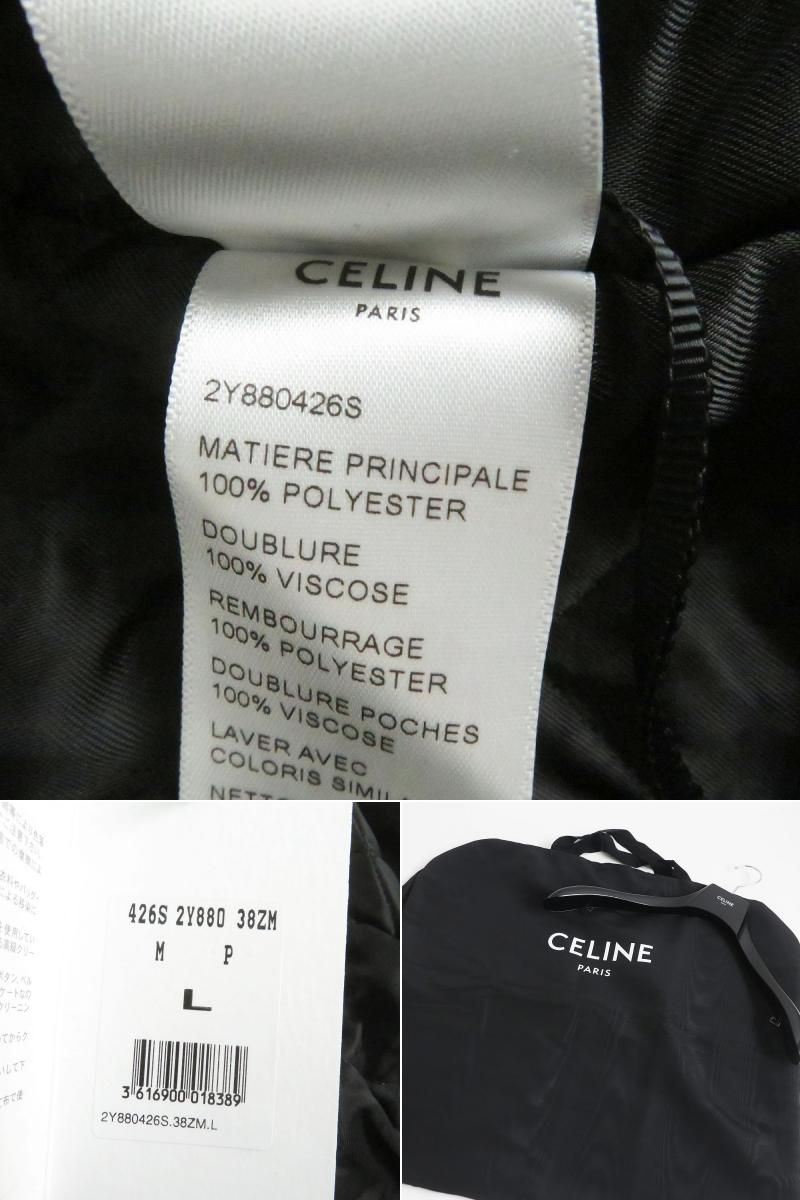 CELINE
PARIS
2Y880426S
MATIERE PRINCIPALE
100% POLYESTER
DOUBLURE
100% VISCOSE
REMBOURRAGE
100% POLYESTER
DOUBLURE POCHES
100% VISCOSE
LAVER AVEC
COLORIS
426S 2Y880 38ZM
M P
L
3 616900 018389
2Y880426S.38ZM.L
CELINE
CELINE
PARIS